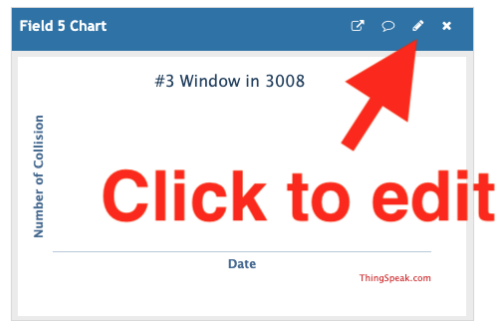 Field 5 Chart
#3 Window in 3008
Number of Collision
Click to edit
Date
ThingSpeak.com